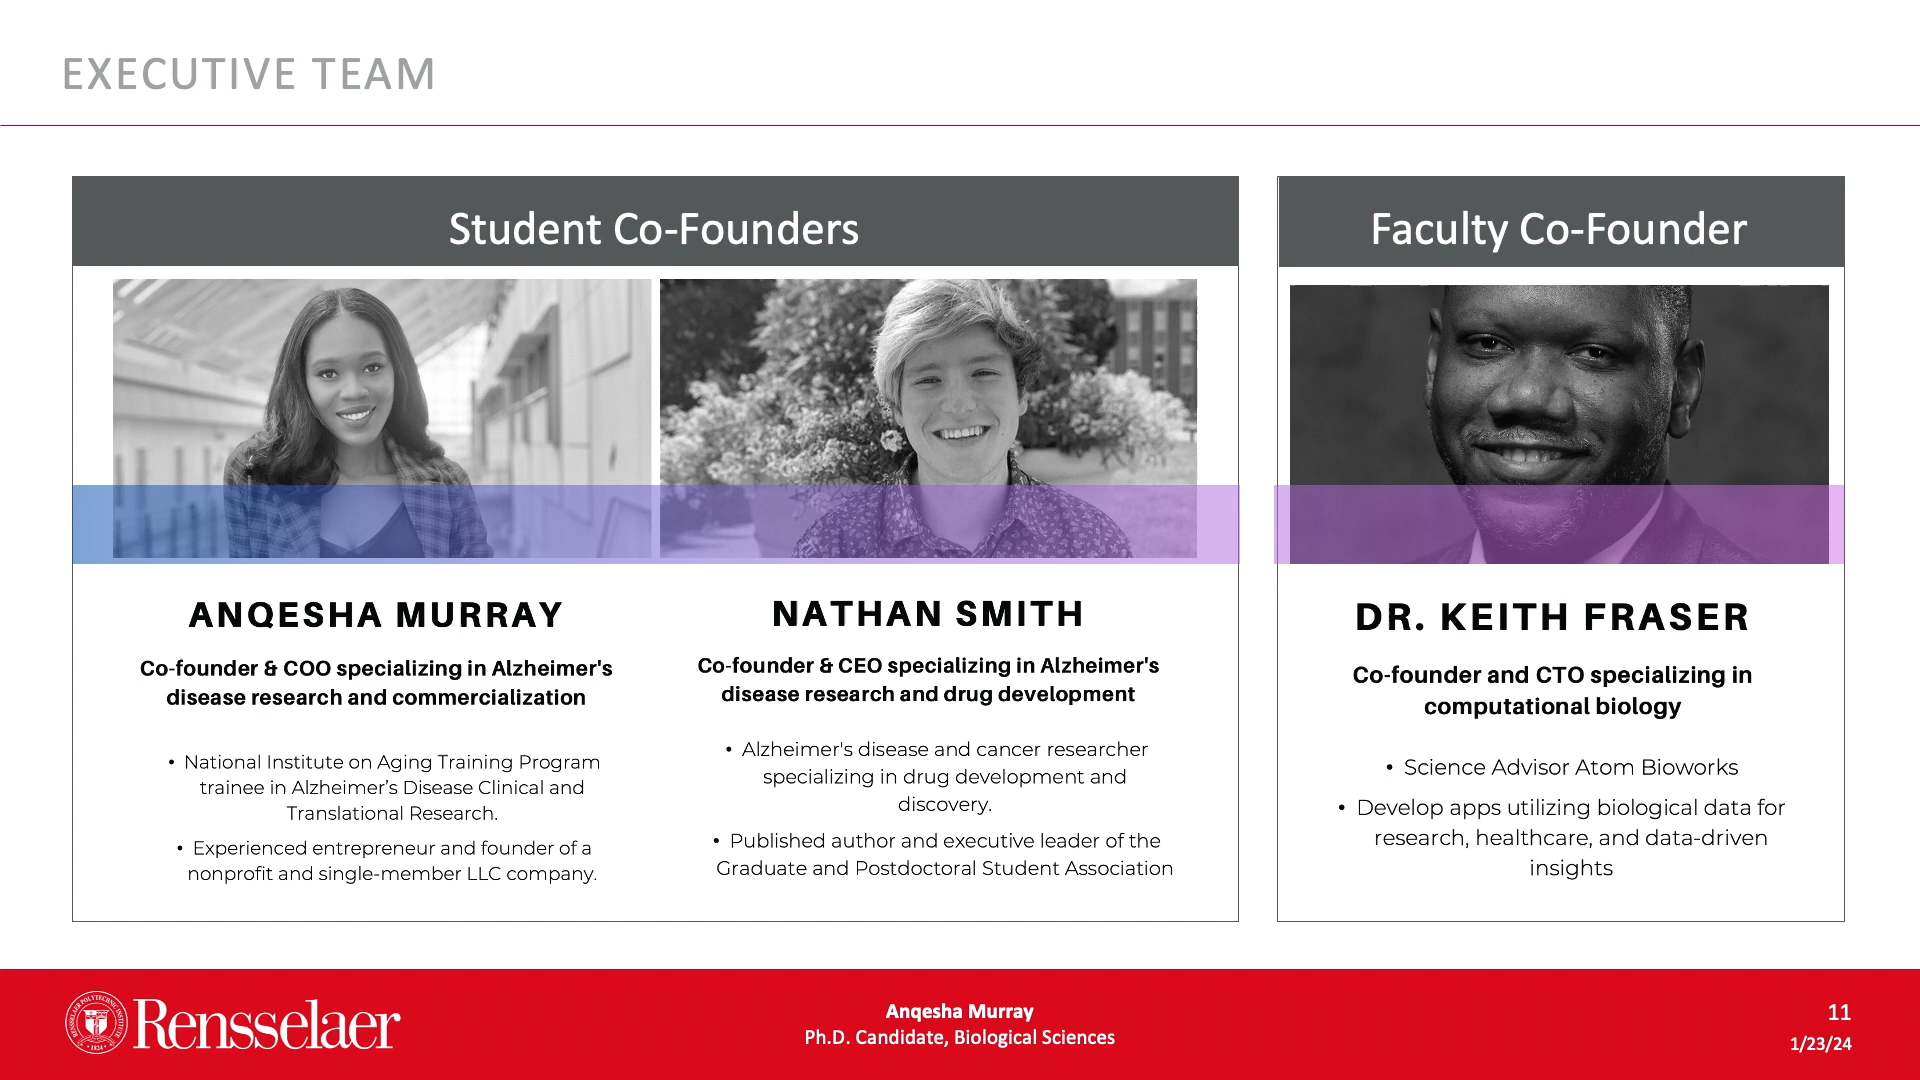 EXECUTIVE TEAM
Student Co-Founders
ANQESHA MURRAY
Co-founder & COO specializing in Alzheimer's
disease research and commercialization
• National Institute on Aging Training Program
trainee in Alzheimer’s Disease Clinical and
Translational Research.
• Experienced entrepreneur and founder of a
nonprofit and single-member LLC company.
NATHAN SMITH
Co-founder & CEO specializing in Alzheimer's
disease research and drug development
• Alzheimer's disease and cancer researcher
specializing in drug development and
discovery.
• Published author and executive leader of the
Graduate and Postdoctoral Student Association
Faculty Co-Founder
DR. KEITH FRASER
Co-founder and CTO specializing in
computational biology
• Science Advisor Atom Bioworks
• Develop apps utilizing biological data for
research, healthcare, and data-driven
insights
RENSSELAER POLYTECHNIC INSTITUTE
1824
Rensselaer
Anqesha Murray
Ph.D. Candidate, Biological Sciences
11
1/23/24